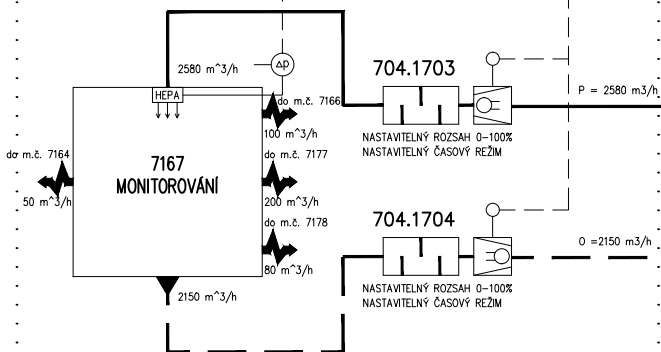 2580 m^3/h
Δp
704.1703
HEPA
do m.č. 7166
P = 2580 m3/h
100 m^3/h
NASTAVITELNÝ ROZSAH 0-100%
NASTAVITELNÝ ČASOVÝ REŽIM
do m.č. 7164
7167
MONITOROVÁNÍ
do m.č. 7177
50 m^3/h
200 m^3/h
do m.č. 7178
704.1704
O =2150 m3/h
80 m^3/h
2150 m^3/h
NASTAVITELNÝ ROZSAH 0-100%
NASTAVITELNÝ ČASOVÝ REŽIM